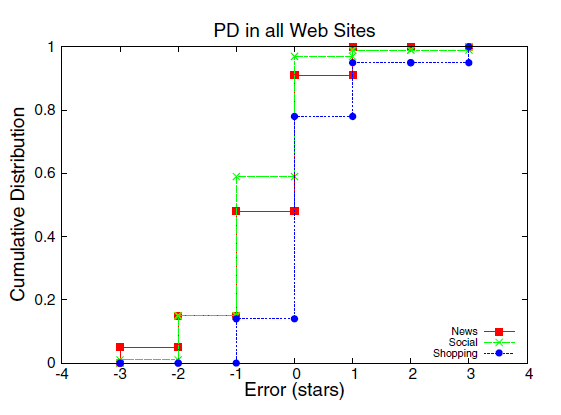 PD in all Web Sites
Cumulative Distribution
1
0.8
0.6
0.4
0.2
0
-4 -3 -2 -1 0 1 2 3 4
Error (stars)
News
Social
Shopping